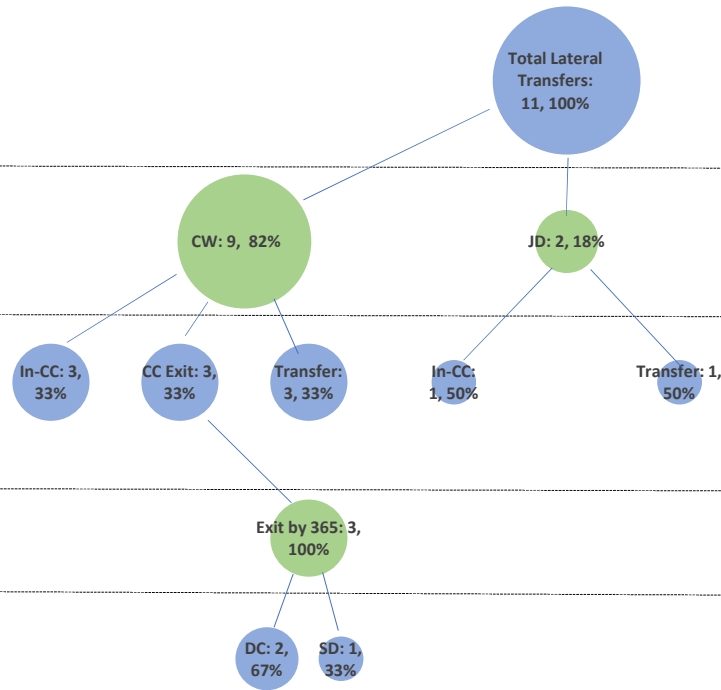 Total Lateral
Transfers:
11, 100%
CW: 9,  82%
JD: 2, 18%
In-CC: 3,
33%
CC Exit: 3,
33%
Transfer:
3, 33%
In-CC:
1, 50%
Transfer: 1,
50%
Exit by 365: 3,
100%
DC: 2,
67%
SD: 1,
33%